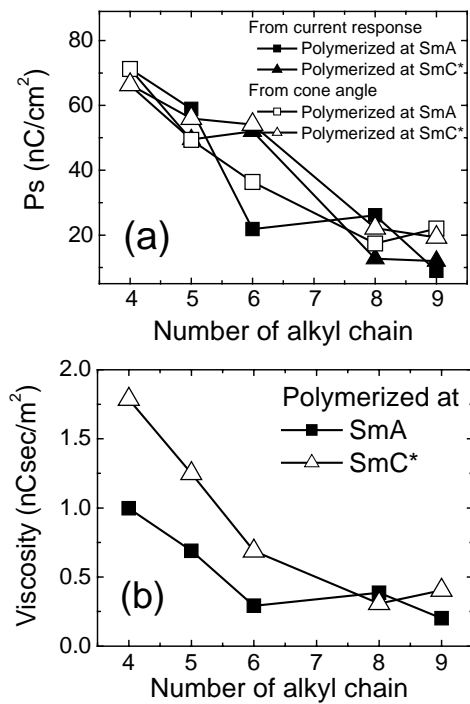 From current response
Polymerized at SmA
Polymerized at SmC*
From cone angle
Polymerized at SmA
Polymerized at SmC*
80
60
40
20
Ps (nC/cm²)
(a)
4 5 6 7 8 9
Number of alkyl chain
2.0
1.5
1.0
0.5
0.0
Viscosity (nCsec/m²)
Polymerized at
SmA
SmC*
(b)
4 5 6 7 8 9
Number of alkyl chain